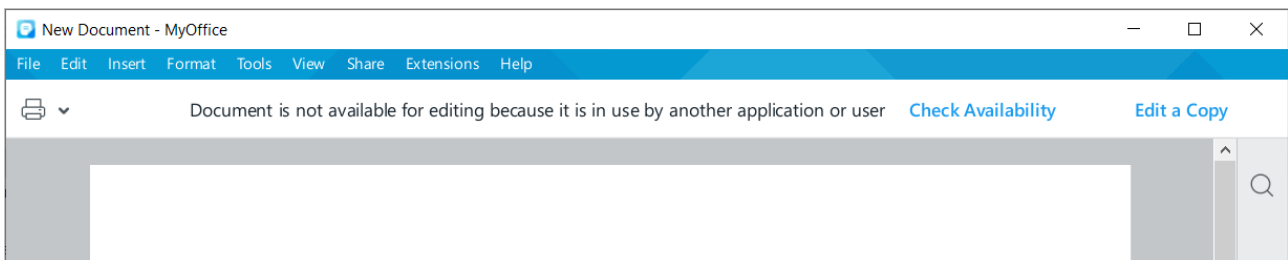 New Document - MyOffice
File Edit Insert Format Tools View Share Extensions Help
Document is not available for editing because it is in use by another application or user Check Availability Edit a Copy